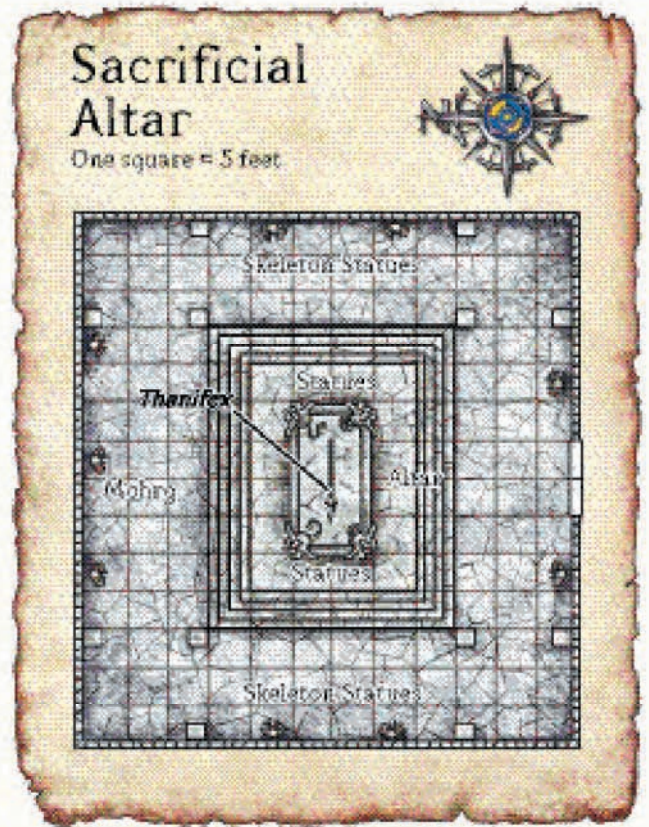 Sacrificial
Altar
One square = 5 feet
N
Skeleton Statues
Statues
Thanifex
Altar
Mohrg
Statues
Skeleton Statues